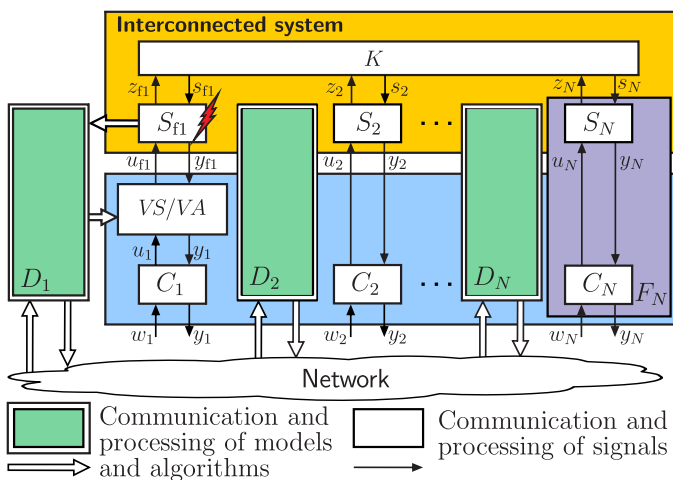 Interconnected system
K
z_f1 s_f1 z_2 s_2 z_N s_N
S_f1 S_2 · · · S_N
u_f1 y_f1 u_2 y_2 u_N y_N
VS/VA
u_1 y_1
D_1 C_1 D_2 C_2 · · · D_N C_N F_N
w_1 y_1 w_2 y_2 w_N y_N
Network
Communication and
processing of models
and algorithms
Communication and
processing of signals